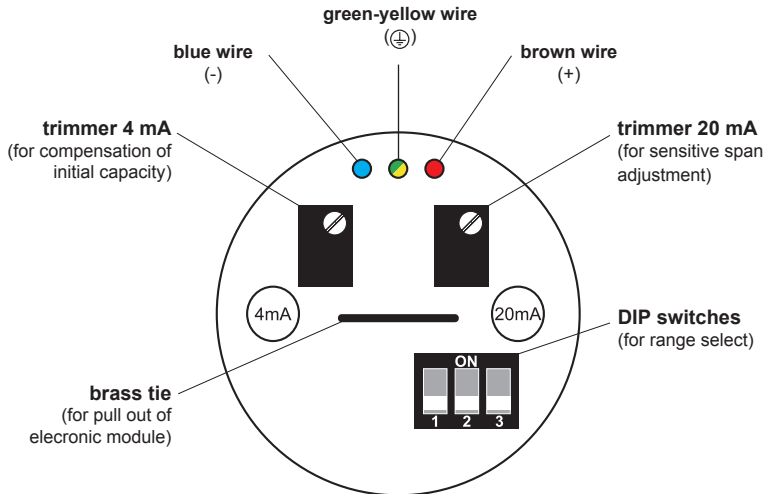 green-yellow wire
(⏚)
blue wire
(-)
brown wire
(+)
trimmer 4 mA
(for compensation of
initial capacity)
trimmer 20 mA
(for sensitive span
adjustment)
4mA
20mA
DIP switches
(for range select)
ON
1 2 3
brass tie
(for pull out of
elecronic module)